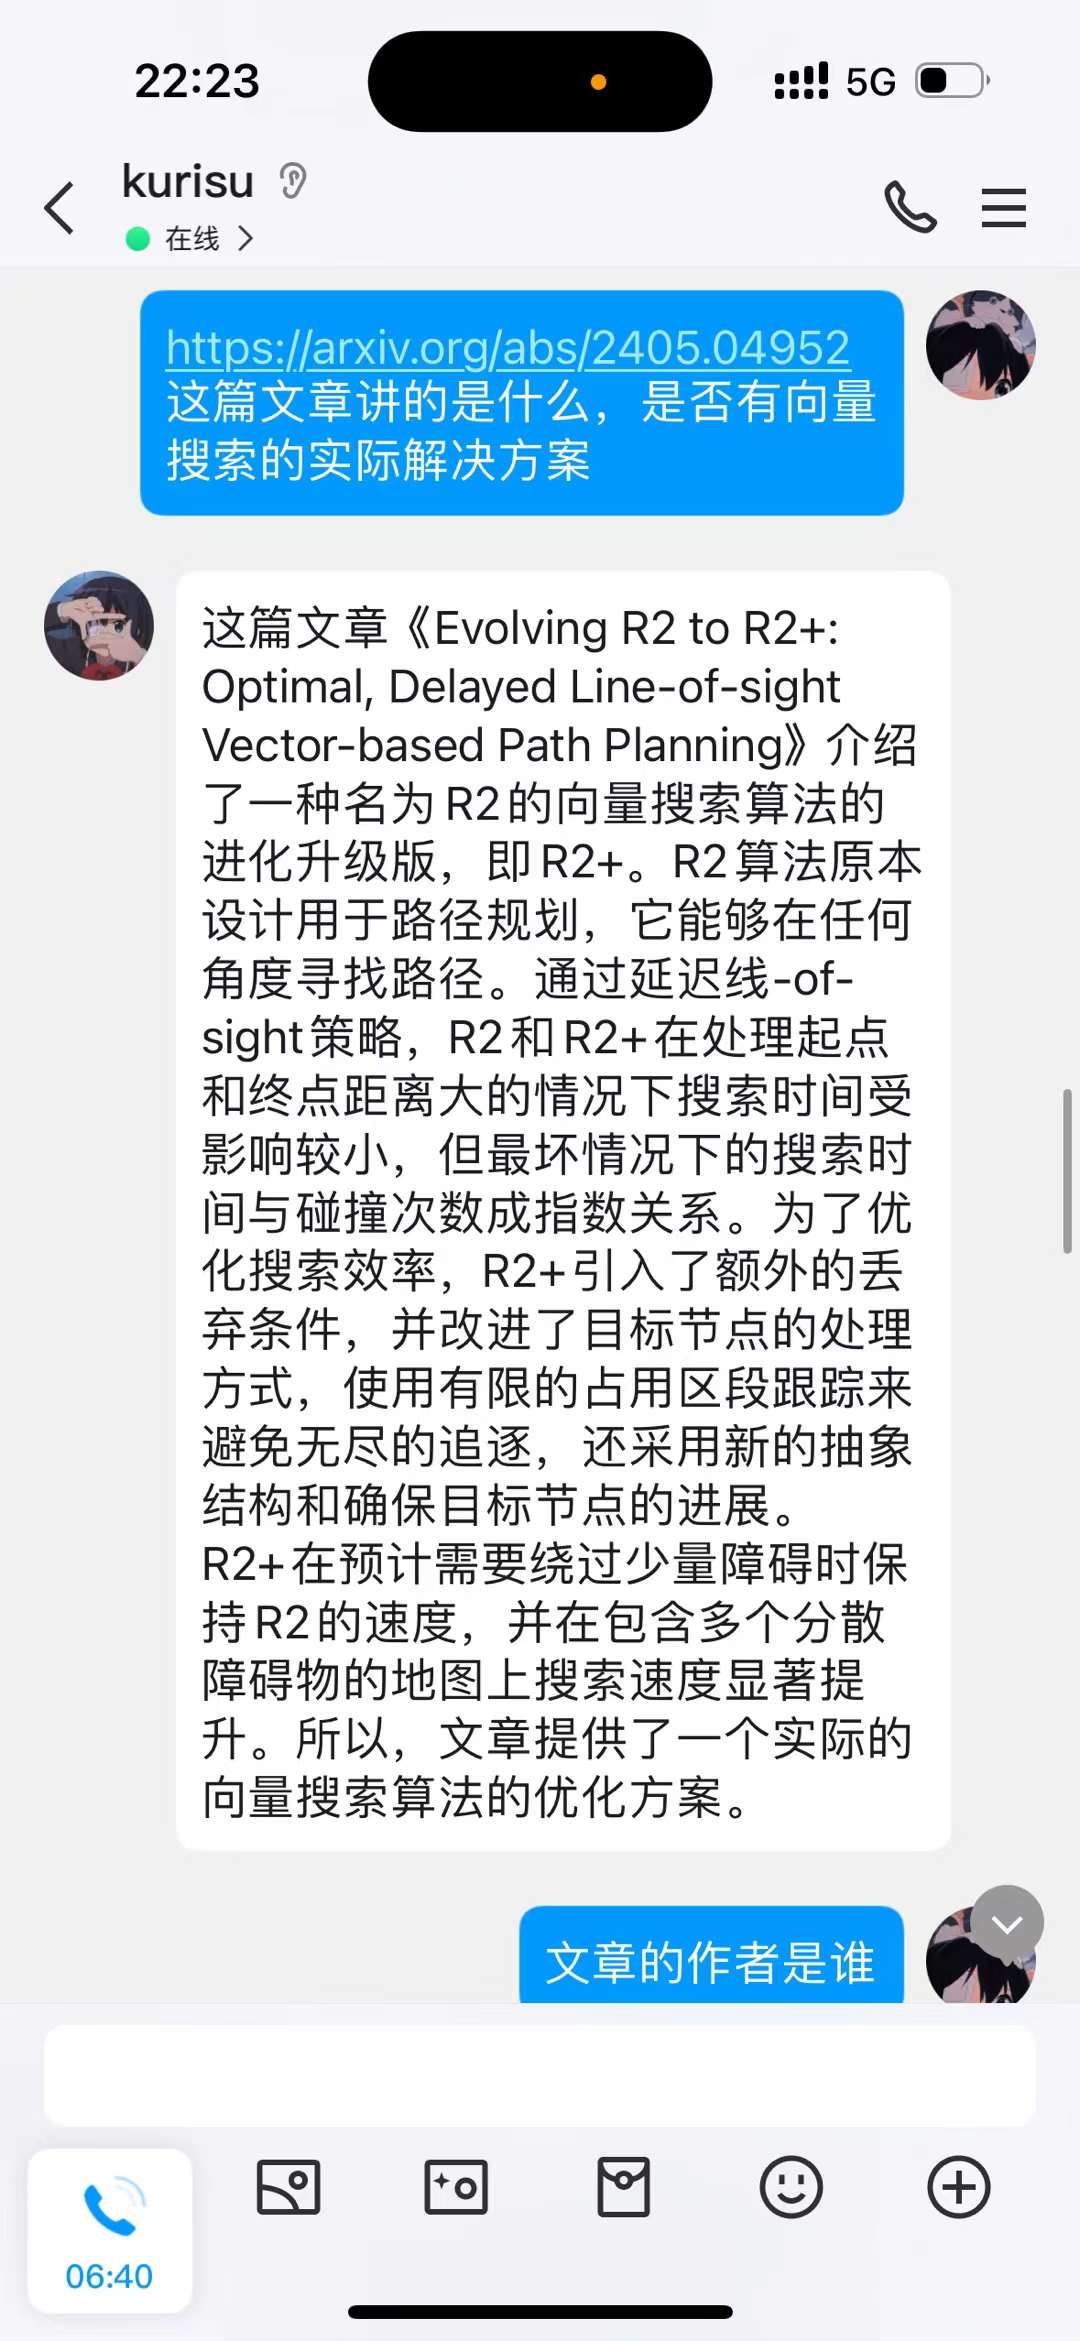 22:23
5G
kurisu
在线
https://arxiv.org/abs/2405.04952
这篇文章讲的是什么，是否有向量
搜索的实际解决方案
这篇文章《Evolving R2 to R2+:
Optimal, Delayed Line-of-sight
Vector-based Path Planning》介绍
了一种名为R2的向量搜索算法的
进化升级版，即R2+。R2算法原本
设计用于路径规划，它能够在任何
角度寻找路径。通过延迟线-of-
sight策略，R2和R2+在处理起点
和终点距离大的情况下搜索时间受
影响较小，但最坏情况下的搜索时
间与碰撞次数成指数关系。为了优
化搜索效率，R2+引入了额外的丢
弃条件，并改进了目标节点的处理
方式，使用有限的占用区段跟踪来
避免无尽的追逐，还采用新的抽象
结构和确保目标节点的进展。
R2+在预计需要绕过少量障碍时保
持R2的速度，并在包含多个分散
障碍物的地图上搜索速度显著提
升。所以，文章提供了一个实际的
向量搜索算法的优化方案。
文章的作者是谁
06:40